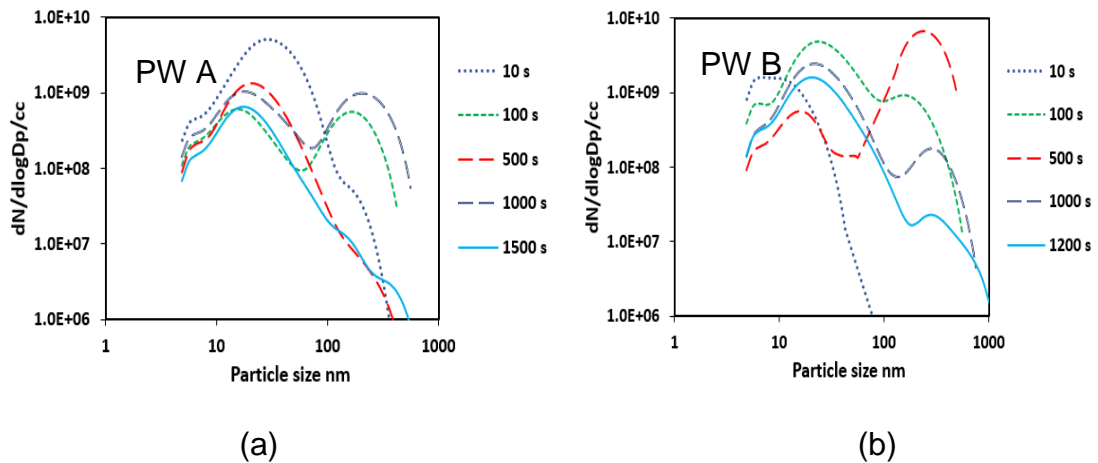 1.0E+10
1.0E+09
1.0E+08
1.0E+07
1.0E+06
dN/dlogDp/cc
PW A
1
10
100
1000
Particle size nm
10 s
100 s
500 s
1000 s
1500 s
(a)
1.0E+10
1.0E+09
1.0E+08
1.0E+07
1.0E+06
dN/dlogDp/cc
PW B
1
10
100
1000
Particle size nm
10 s
100 s
500 s
1000 s
1200 s
(b)